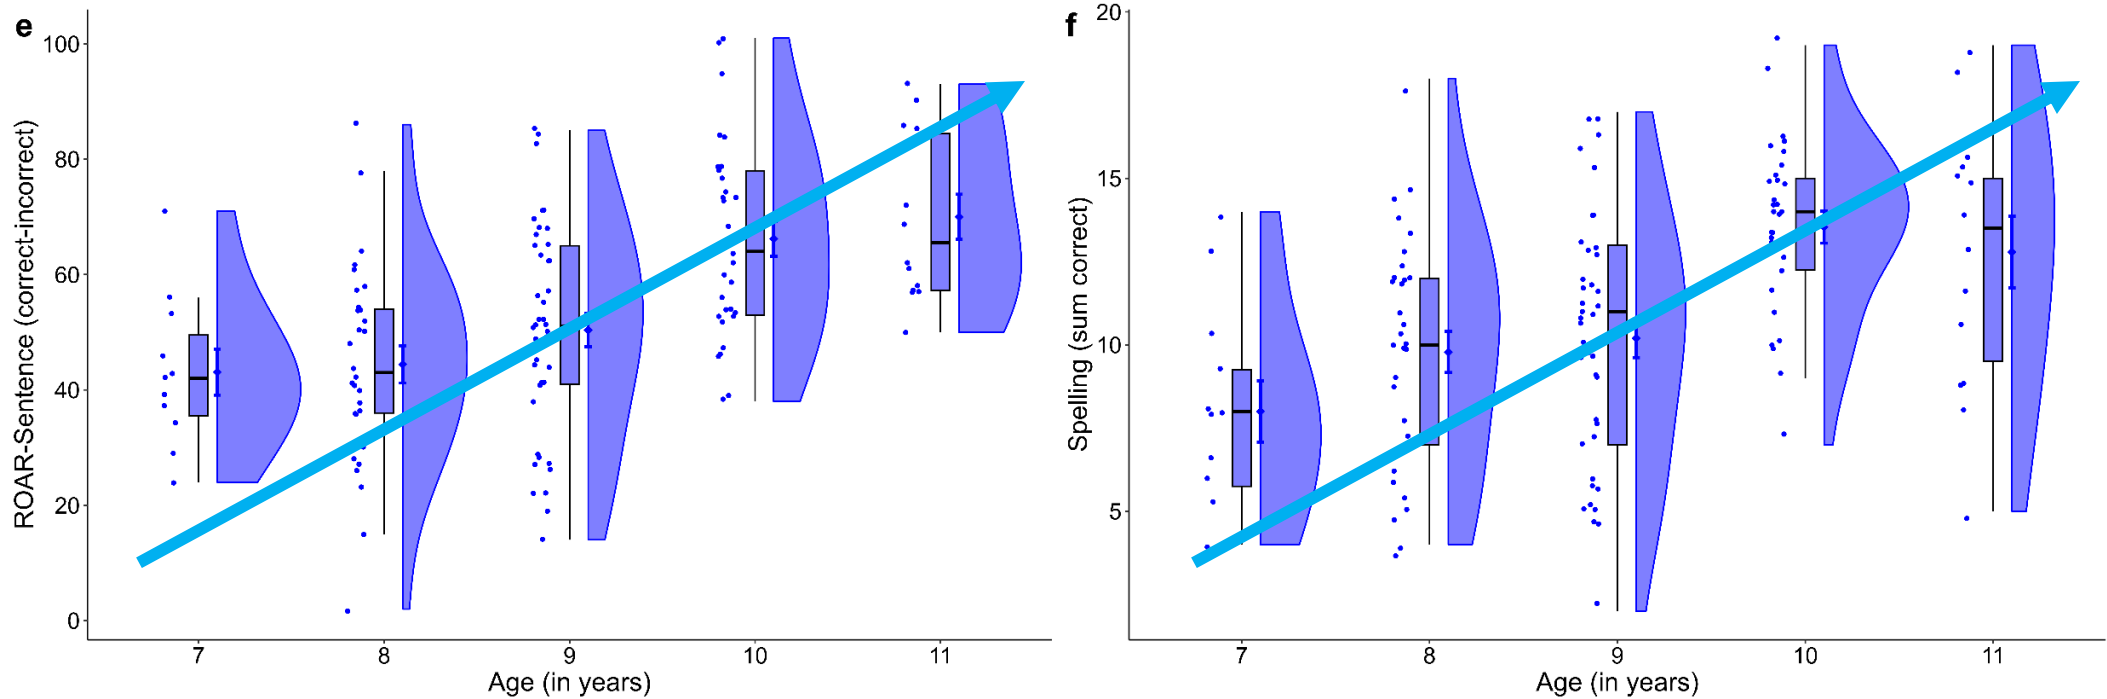 e
ROAR-Sentence (correct-incorrect)
100
80
60
40
20
0
7 8 9 10 11
Age (in years)
f
Spelling (sum correct)
20
15
10
5
7 8 9 10 11
Age (in years)